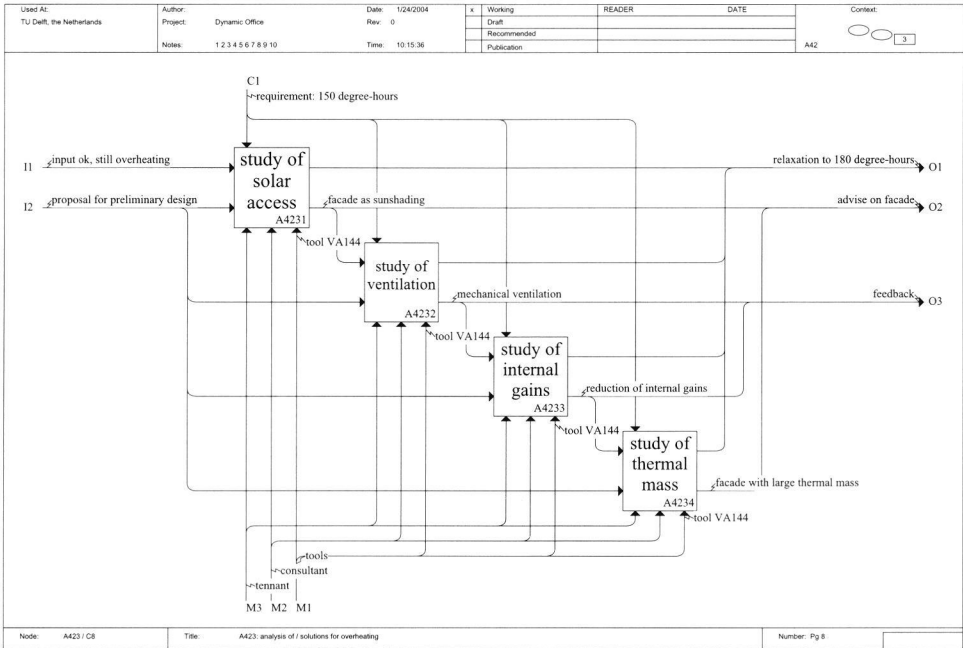 Used At:
TU Delft, the Netherlands
Author:
Project: Dynamic Office
Notes: 1 2 3 4 5 6 7 8 9 10
Date: 1/24/2004
Rev: 0
Time: 10:15:36
x Working
Draft
Recommended
Publication
READER DATE
Context:
3
A42
C1
requirement: 150 degree-hours
I1 input ok, still overheating
relaxation to 180 degree-hours O1
study of
solar
access
A4231
I2 proposal for preliminary design
facade as sunshading
advise on facade O2
tool VA144
study of
ventilation
A4232
mechanical ventilation
feedback O3
tool VA144
study of
internal
gains
A4233
reduction of internal gains
tool VA144
study of
thermal
mass
A4234
facade with large thermal mass
tool VA144
tools
consultant
tennant
M3 M2 M1
Node: A423 / C8
Title: A423: analysis of / solutions for overheating
Number: Pg 8